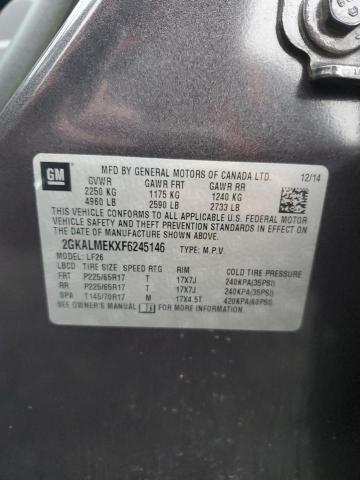 GM
MFD BY GENERAL MOTORS OF CANADA LTD. 12/14
GVWR GAWR FRT GAWR RR
2250 KG 1175 KG 1240 KG
4960 LB 2590 LB 2733 LB
THIS VEHICLE CONFORMS TO ALL APPLICABLE U.S. FEDERAL MOTOR
VEHICLE SAFETY AND THEFT PREVENTION STANDARDS IN EFFECT ON
THE DATE OF MANUFACTURE SHOWN ABOVE.
2GKALMEKXF6245146 TYPE: M.P.V.
MODEL: LF26
LBCD TIRE SIZE SPEED RTG RIM COLD TIRE PRESSURE
FRT P225/65R17 T 17X7J 240KPA(35PSI)
RR P225/65R17 T 17X7J 240KPA(35PSI)
SPA T145/70R17 M 17X4.5T 420KPA(60PSI)
SEE OWNER'S MANUAL FOR MORE INFORMATION.